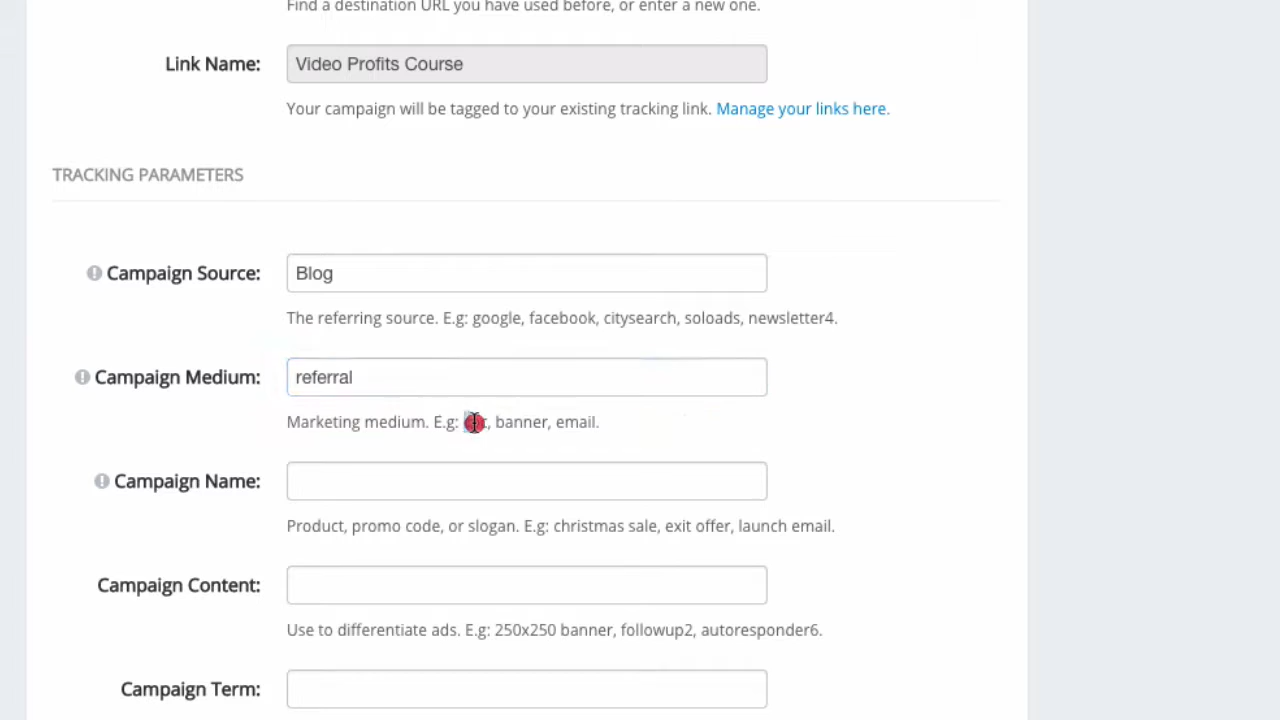 Find a destination URL you have used before, or enter a new one.
Link Name:
Video Profits Course
Your campaign will be tagged to your existing tracking link. Manage your links here.
TRACKING PARAMETERS
Campaign Source:
Blog
The referring source. E.g: google, facebook, citysearch, soloads, newsletter4.
Campaign Medium:
referral
Marketing medium. E.g: , banner, email.
Campaign Name:
Product, promo code, or slogan. E.g: christmas sale, exit offer, launch email.
Campaign Content:
Use to differentiate ads. E.g: 250x250 banner, followup2, autoresponder6.
Campaign Term: